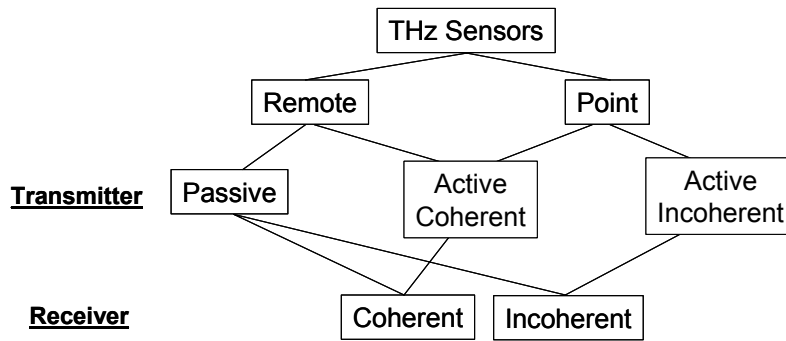 THz Sensors
Remote
Point
Transmitter
Passive
Active
Coherent
Active
Incoherent
Receiver
Coherent
Incoherent